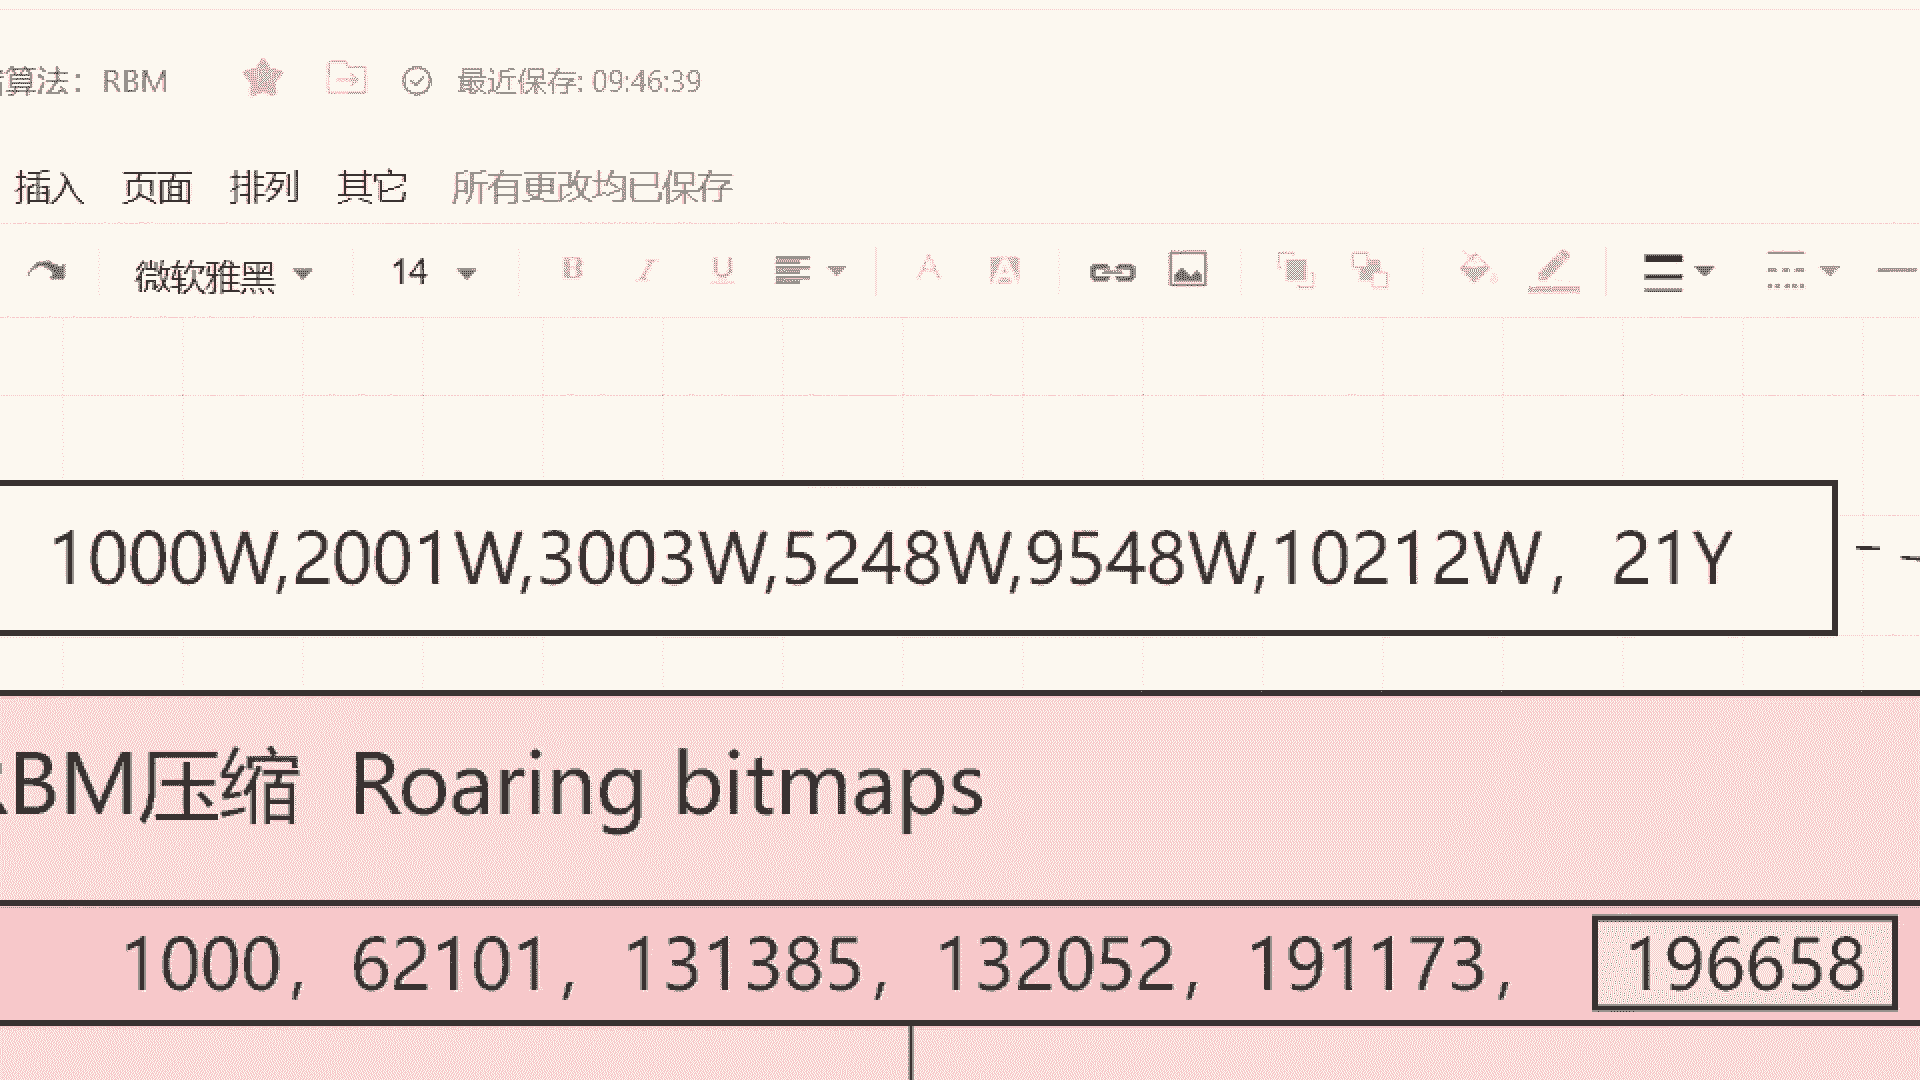 算法：RBM 最近保存: 09:46:39
插入 页面 排列 其它 所有更改均已保存
微软雅黑 14 B I U A A
1000W,2001W,3003W,5248W,9548W,10212W，21Y
BM压缩 Roaring bitmaps
1000，62101，131385，132052，191173，196658